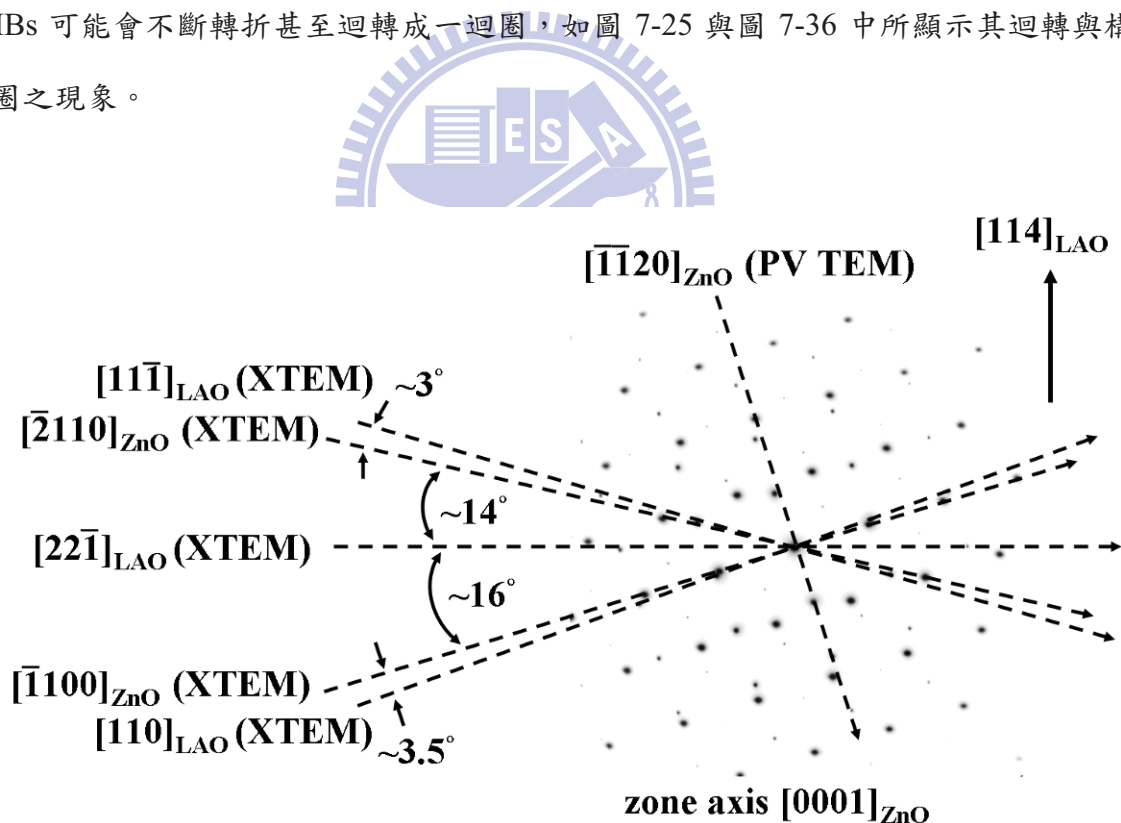 IBs 可能會不斷轉折甚至迴轉成一迴圈，如圖 7-25 與圖 7-36 中所顯示其迴轉與構
圈之現象。
E S A
8
[114]LAO
[1̅1̅20]ZnO (PV TEM)
[111̅]LAO (XTEM) ~3°
[2̅110]ZnO (XTEM)
~14°
[221̅]LAO (XTEM)
~16°
[1̅100]ZnO (XTEM)
[110]LAO (XTEM) ~3.5°
zone axis [0001]ZnO